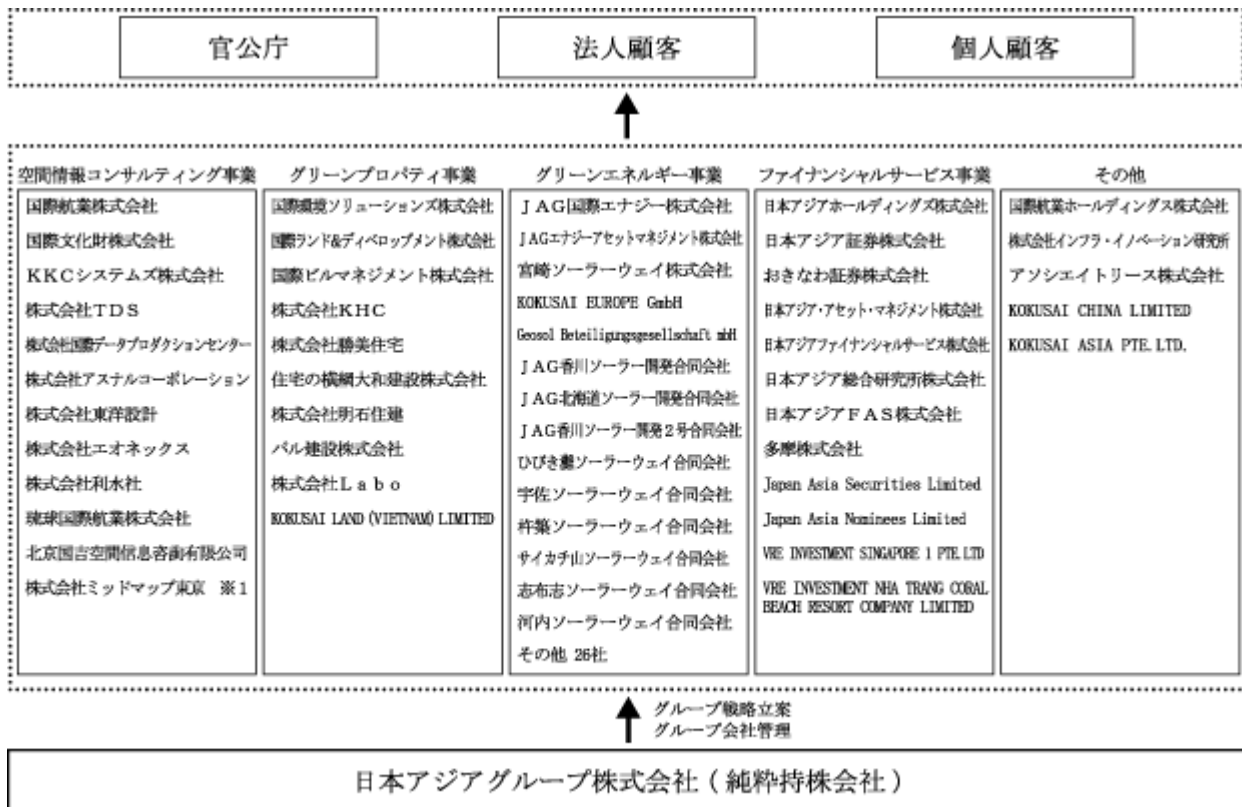 官公庁
法人顧客
個人顧客
空間情報コンサルティング事業
国際航業株式会社
国際文化財株式会社
KKCシステムズ株式会社
株式会社TDS
株式会社国際データプロダクションセンター
株式会社アスナルコーポレーション
株式会社東洋設計
株式会社エオネックス
株式会社利水社
琉球国際航業株式会社
北京国吉空間信息咨詢有限公司
株式会社ミッドマップ東京 ※1
グリーンプロパティ事業
国際環境ソリューションズ株式会社
国際ランド&ディベロップメント株式会社
国際ビルマネジメント株式会社
株式会社KHC
株式会社勝美住宅
住宅の横綱大和建設株式会社
株式会社明石住建
パル建設株式会社
株式会社Labo
KOKUSAI LAND (VIETNAM) LIMITED
グリーンエネルギー事業
JAG国際エナジー株式会社
JAGエナジーアセットマネジメント株式会社
宮崎ソーラーウェイ株式会社
KOKUSAI EUROPE GmbH
Geosol Beteiligungsgesellschaft mbH
JAG香川ソーラー開発合同会社
JAG北海道ソーラー開発合同会社
JAG香川ソーラー開発2号合同会社
ひびき灘ソーラーウェイ合同会社
宇佐ソーラーウェイ合同会社
杵築ソーラーウェイ合同会社
サイカチ山ソーラーウェイ合同会社
志布志ソーラーウェイ合同会社
河内ソーラーウェイ合同会社
その他 26社
ファイナンシャルサービス事業
日本アジアホールディングズ株式会社
日本アジア証券株式会社
おきなわ証券株式会社
日本アジア・アセット・マネジメント株式会社
日本アジアファイナンシャルサービス株式会社
日本アジア総合研究所株式会社
日本アジアFAS株式会社
多摩株式会社
Japan Asia Securities Limited
Japan Asia Nominees Limited
VRE INVESTMENT SINGAPORE 1 PTE.LTD
VRE INVESTMENT NHA TRANG CORAL
BEACH RESORT COMPANY LIMITED
その他
国際航業ホールディングス株式会社
株式会社インフラ・イノベーション研究所
アソシエイトリース株式会社
KOKUSAI CHINA LIMITED
KOKUSAI ASIA PTE.LTD.
グループ戦略立案
グループ会社管理
日本アジアグループ株式会社(純粋持株会社)